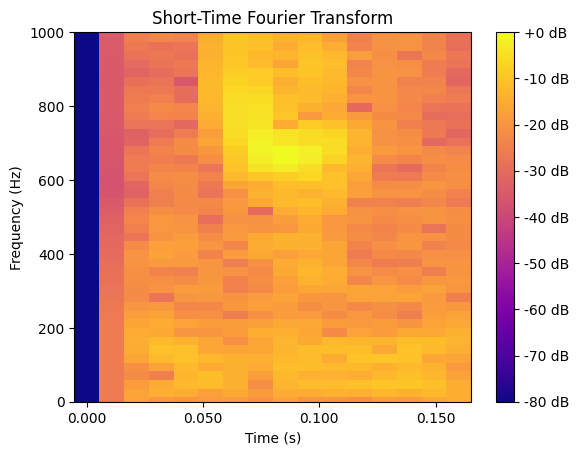 Short-Time Fourier Transform
1000
800
600
400
200
0
Frequency (Hz)
0.000
0.050
0.100
0.150
Time (s)
+0 dB
-10 dB
-20 dB
-30 dB
-40 dB
-50 dB
-60 dB
-70 dB
-80 dB